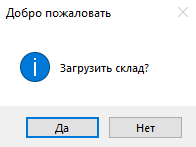 Добро пожаловать
Загрузить склад?
Да
Нет